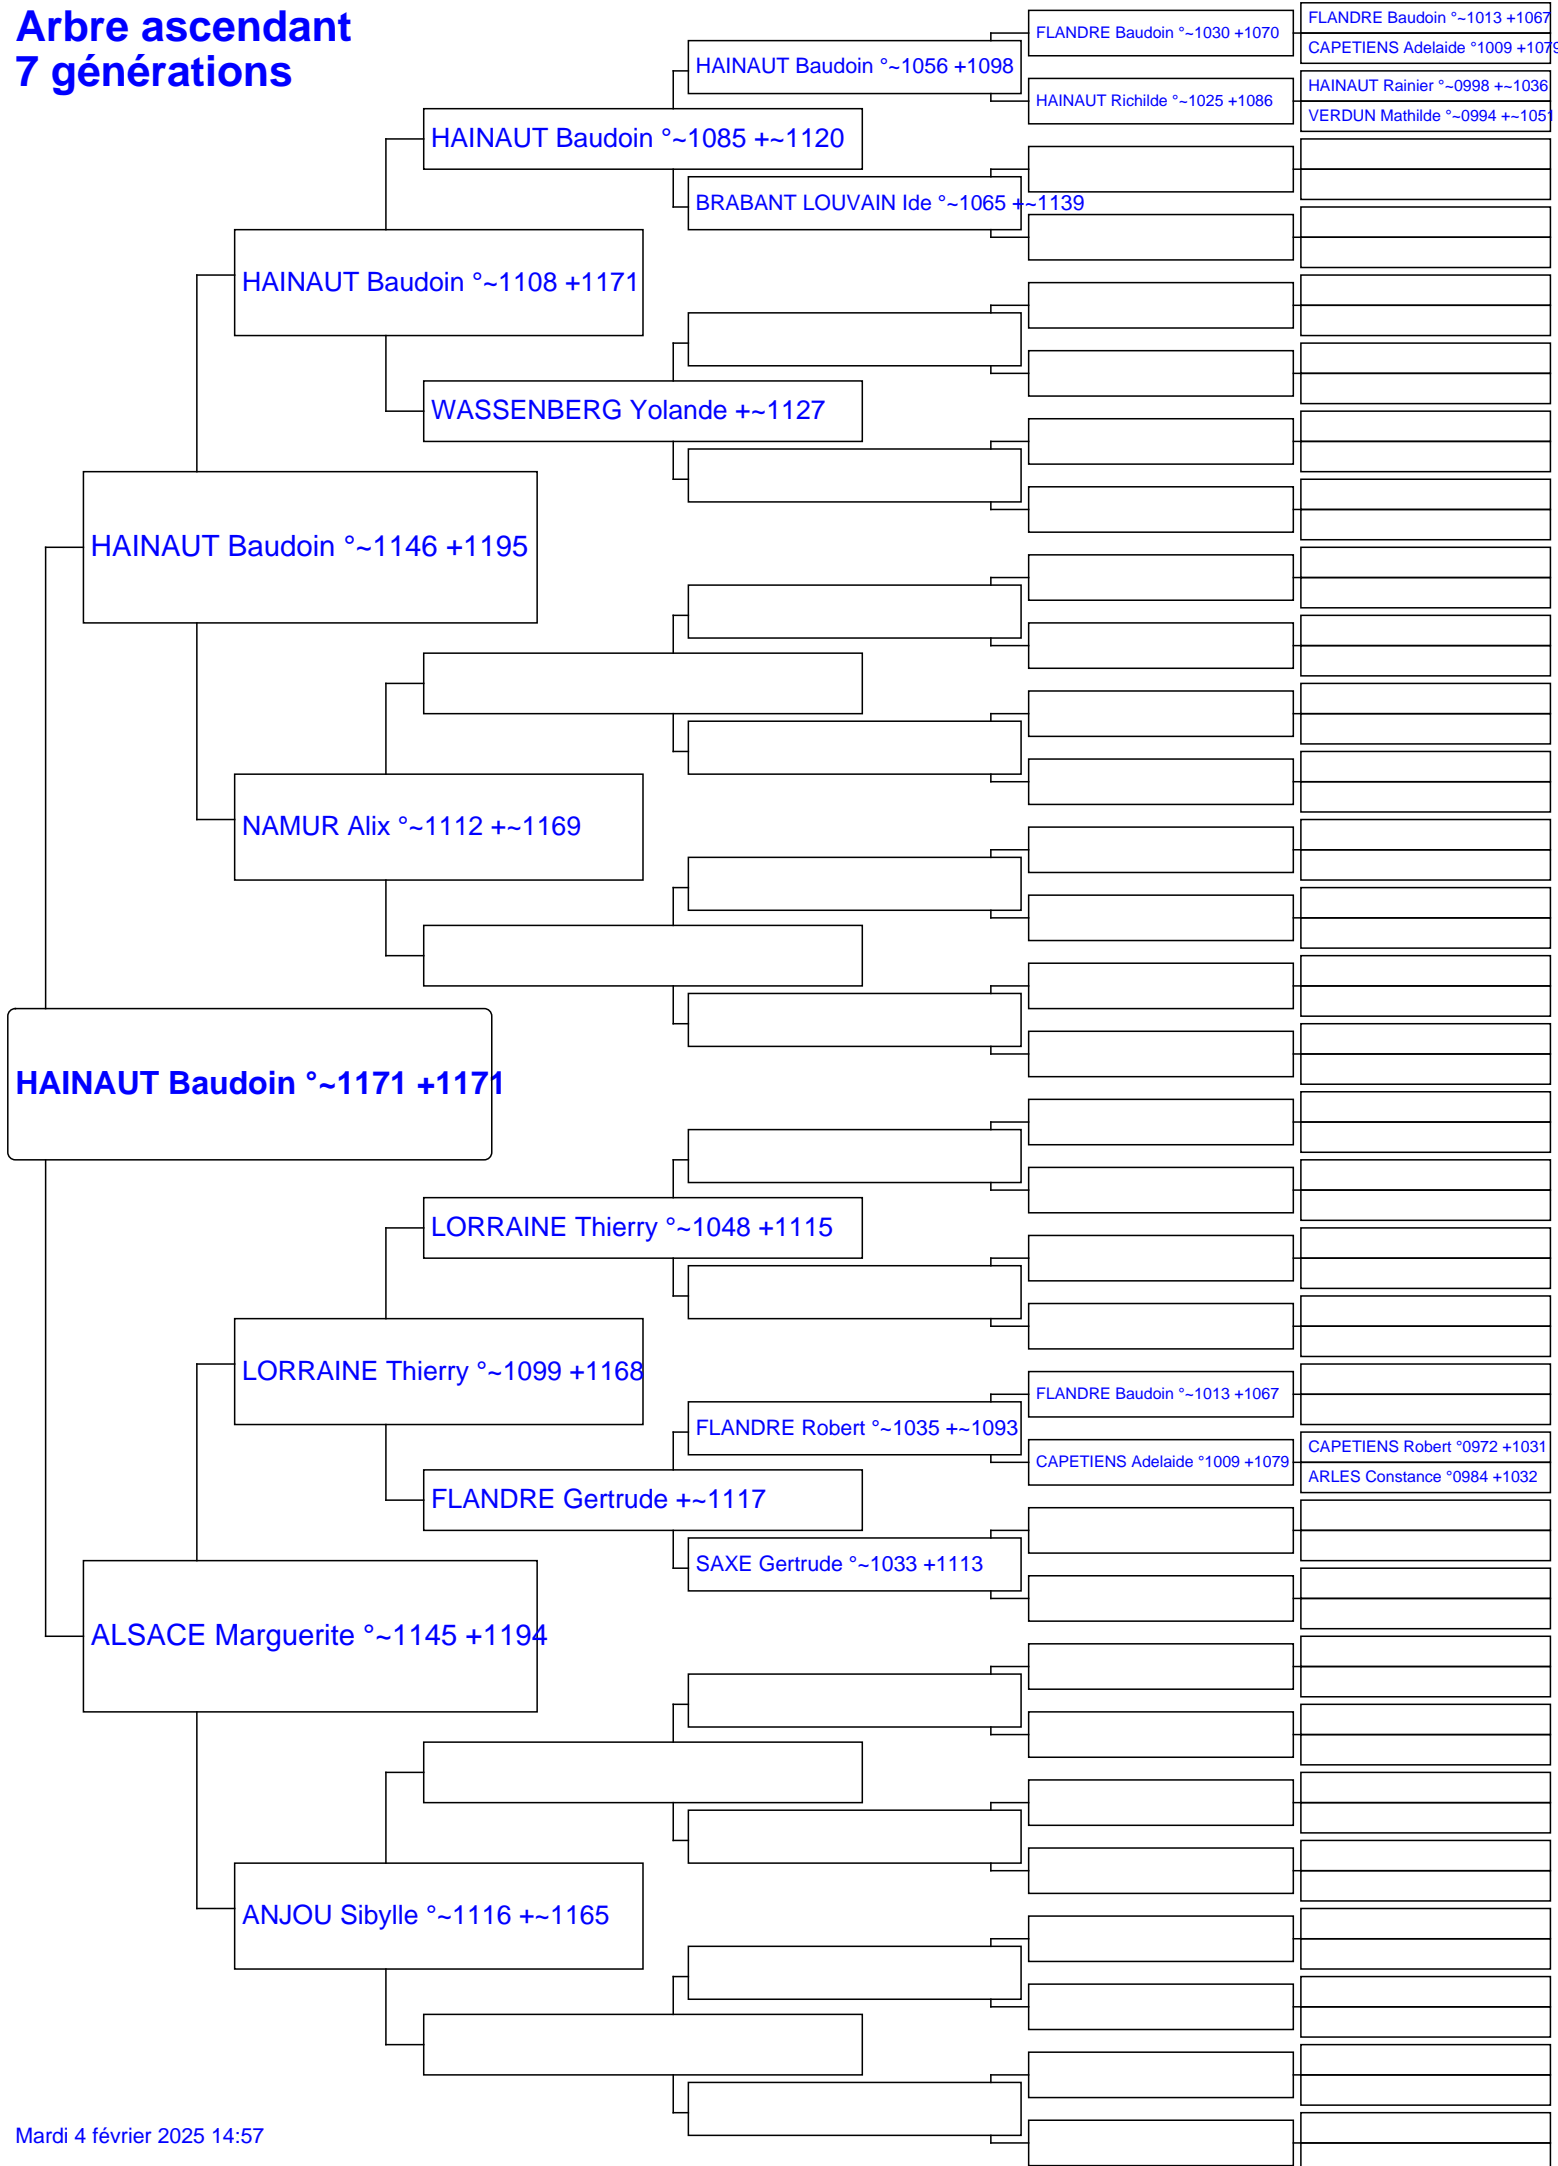 Arbre ascendant
7 générations
FLANDRE Baudoin °~1013 +1067
FLANDRE Baudoin °~1030 +1070
CAPETIENS Adelaide °1009 +1079
HAINAUT Baudoin °~1056 +1098
HAINAUT Rainier °~0998 +~1036
HAINAUT Richilde °~1025 +1086
VERDUN Mathilde °~0994 +~1051
HAINAUT Baudoin °~1085 +~1120
BRABANT LOUVAIN Ide °~1065 +~1139
HAINAUT Baudoin °~1108 +1171
WASSENBERG Yolande +~1127
HAINAUT Baudoin °~1146 +1195
NAMUR Alix °~1112 +~1169
HAINAUT Baudoin °~1171 +1171
LORRAINE Thierry °~1048 +1115
LORRAINE Thierry °~1099 +1168
FLANDRE Baudoin °~1013 +1067
FLANDRE Robert °~1035 +~1093
CAPETIENS Robert °0972 +1031
CAPETIENS Adelaide °1009 +1079
ARLES Constance °0984 +1032
FLANDRE Gertrude +~1117
SAXE Gertrude °~1033 +1113
ALSACE Marguerite °~1145 +1194
ANJOU Sibylle °~1116 +~1165
Mardi 4 février 2025 14:57